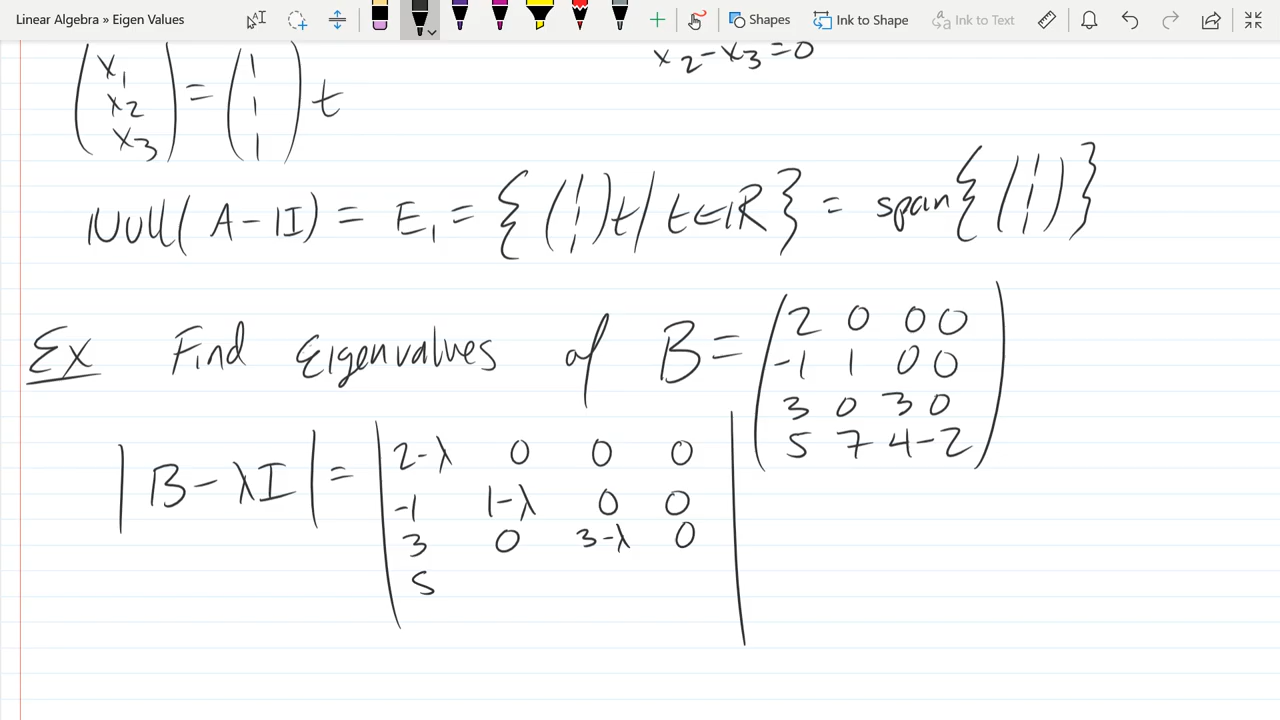 Linear Algebra » Eigen Values
Shapes
Ink to Shape
Ink to Text
x₂-x₃=0
(x₁ x₂ x₃) = (1 1 1) t
Null(A-1I) = E₁ = {(1 1 1)t | t∈ℝ} = span{(1 1 1)}
Ex Find Eigenvalues of B =
2 0 0 0
-1 1 0 0
3 0 3 0
5 7 4 -2
|B-λI| =
2-λ 0 0 0
-1 1-λ 0 0
3 0 3-λ 0
5